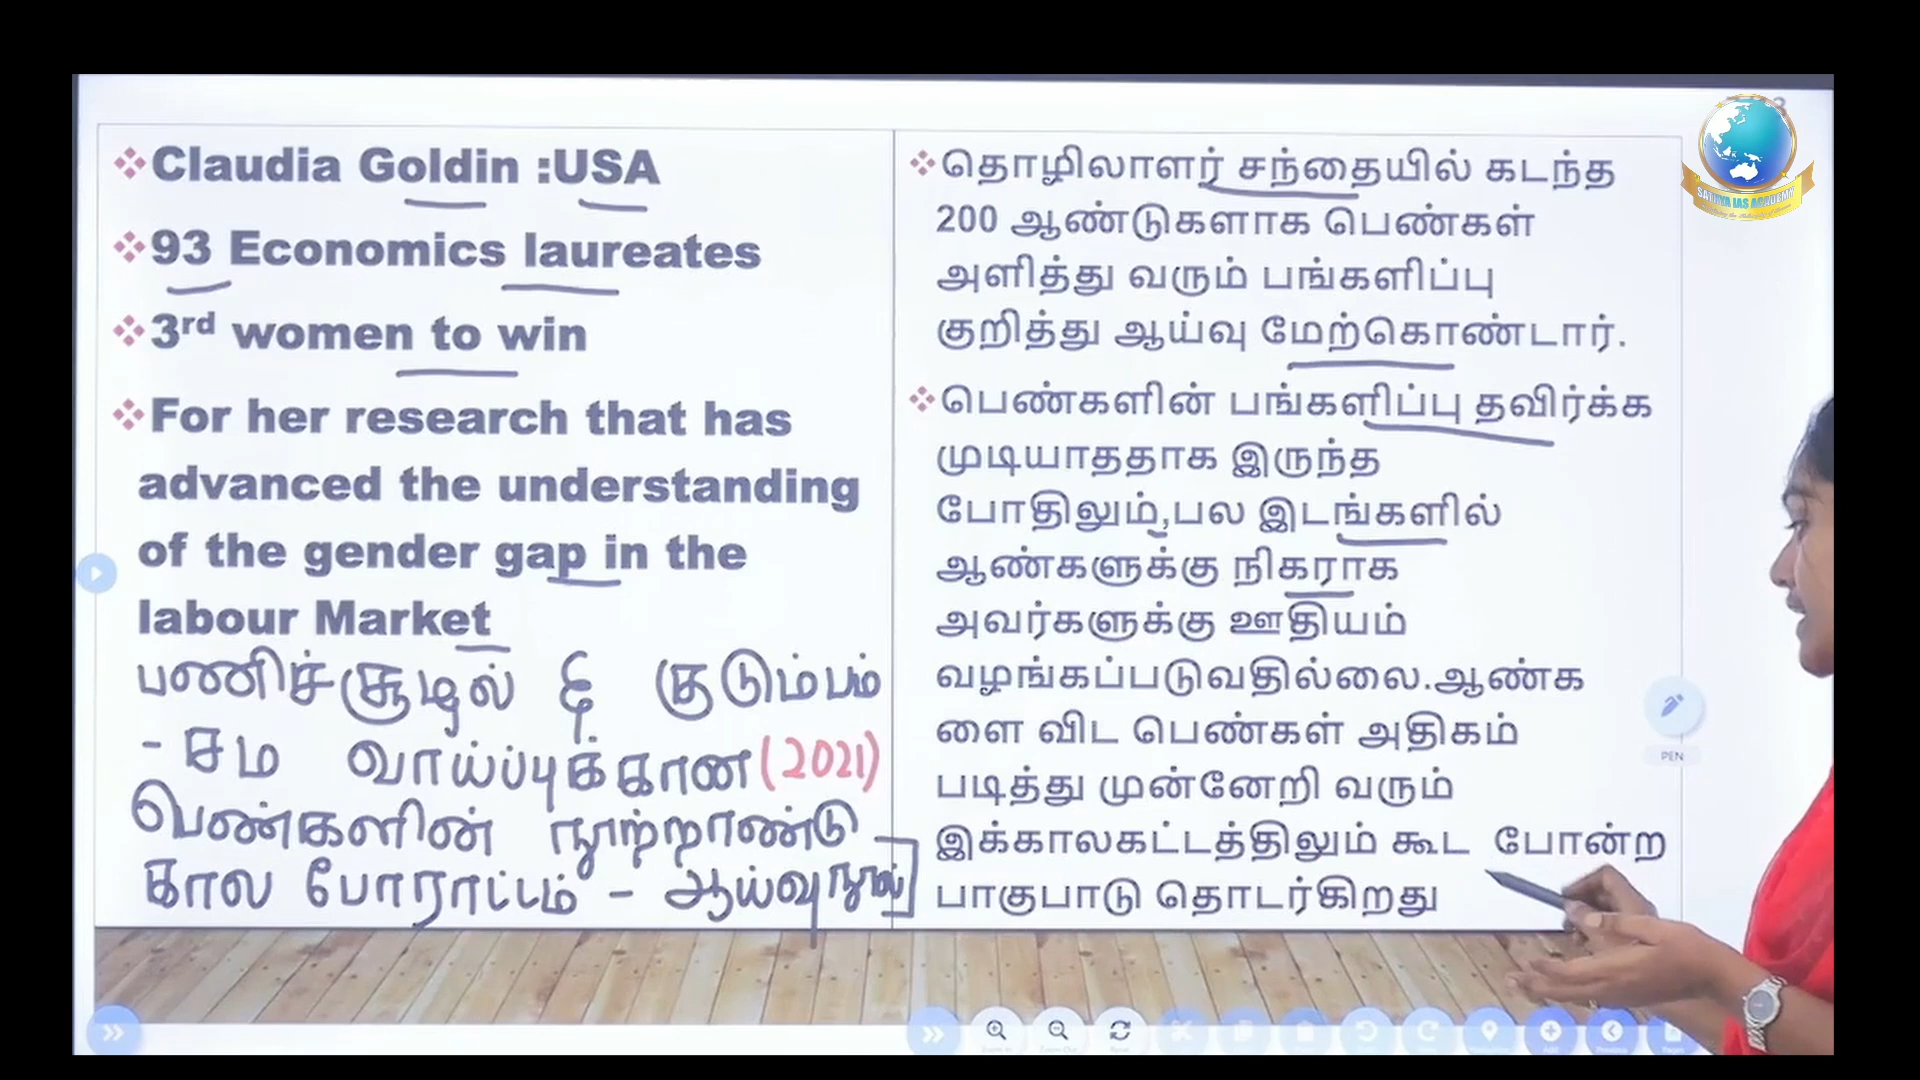 Claudia Goldin :USA
93 Economics laureates
3rd women to win
For her research that has
advanced the understanding
of the gender gap in the
labour Market
பணிச்சூழல் & குடும்பம்
- சம வாய்ப்புக்கான (2021)
பெண்களின் நூற்றாண்டு
கால போராட்டம் - ஆய்வு நூல்
தொழிலாளர் சந்தையில் கடந்த
200 ஆண்டுகளாக பெண்கள்
அளித்து வரும் பங்களிப்பு
குறித்து ஆய்வு மேற்கொண்டார்.
பெண்களின் பங்களிப்பு தவிர்க்க
முடியாததாக இருந்த
போதிலும்,பல இடங்களில்
ஆண்களுக்கு நிகராக
அவர்களுக்கு ஊதியம்
வழங்கப்படுவதில்லை.ஆண்க
ளை விட பெண்கள் அதிகம்
படித்து முன்னேறி வரும்
இக்காலகட்டத்திலும் கூட போன்ற
பாகுபாடு தொடர்கிறது
SAIDAYA IAS ACADEMY
PEN